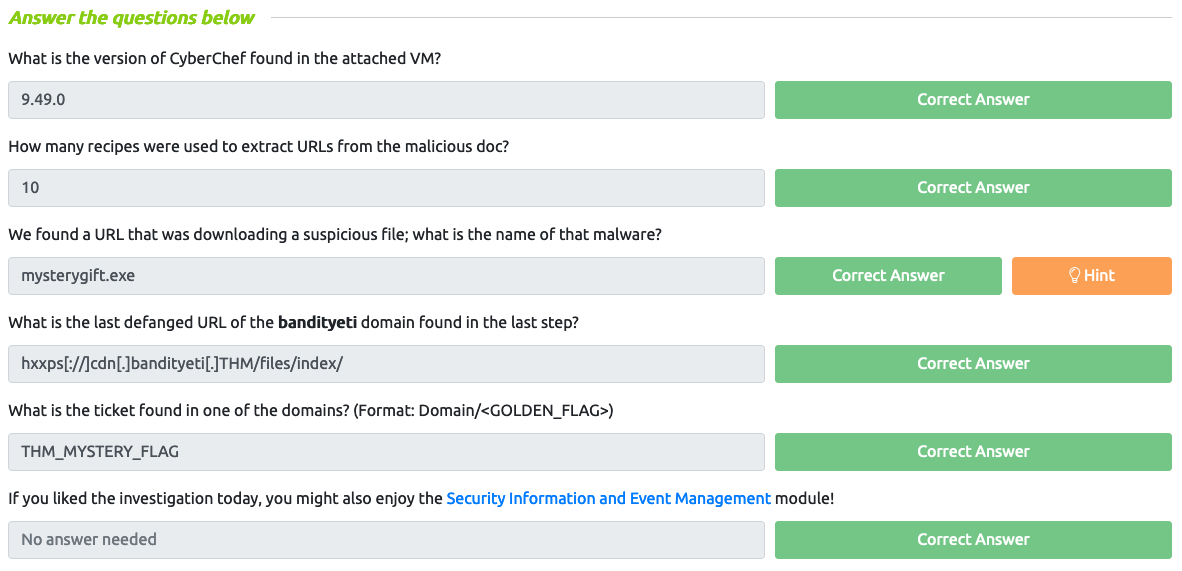 Answer the questions below
What is the version of CyberChef found in the attached VM?
9.49.0
Correct Answer
How many recipes were used to extract URLs from the malicious doc?
10
Correct Answer
We found a URL that was downloading a suspicious file; what is the name of that malware?
mysterygift.exe
Correct Answer
Hint
What is the last defanged URL of the bandityeti domain found in the last step?
hxxps[://]cdn[.]bandityeti[.]THM/files/index/
Correct Answer
What is the ticket found in one of the domains? (Format: Domain/<GOLDEN_FLAG>)
THM_MYSTERY_FLAG
Correct Answer
If you liked the investigation today, you might also enjoy the Security Information and Event Management module!
No answer needed
Correct Answer